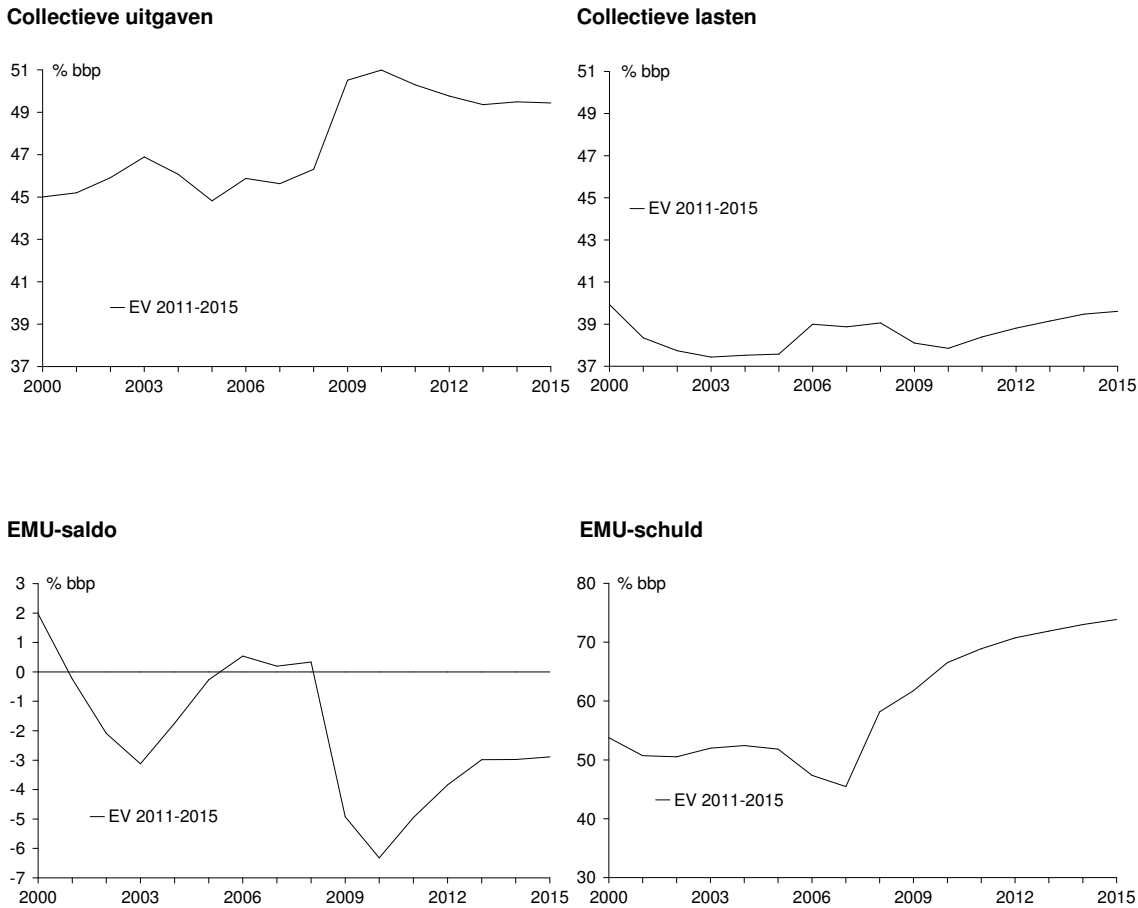 Collectieve uitgaven
% bbp
51
49
47
45
43
41
39
37
EV 2011-2015
2000 2003 2006 2009 2012 2015
Collectieve lasten
% bbp
51
49
47
45
43
41
39
37
EV 2011-2015
2000 2003 2006 2009 2012 2015
EMU-saldo
% bbp
3
2
1
0
-1
-2
-3
-4
-5
-6
-7
EV 2011-2015
2000 2003 2006 2009 2012 2015
EMU-schuld
% bbp
80
70
60
50
40
30
EV 2011-2015
2000 2003 2006 2009 2012 2015